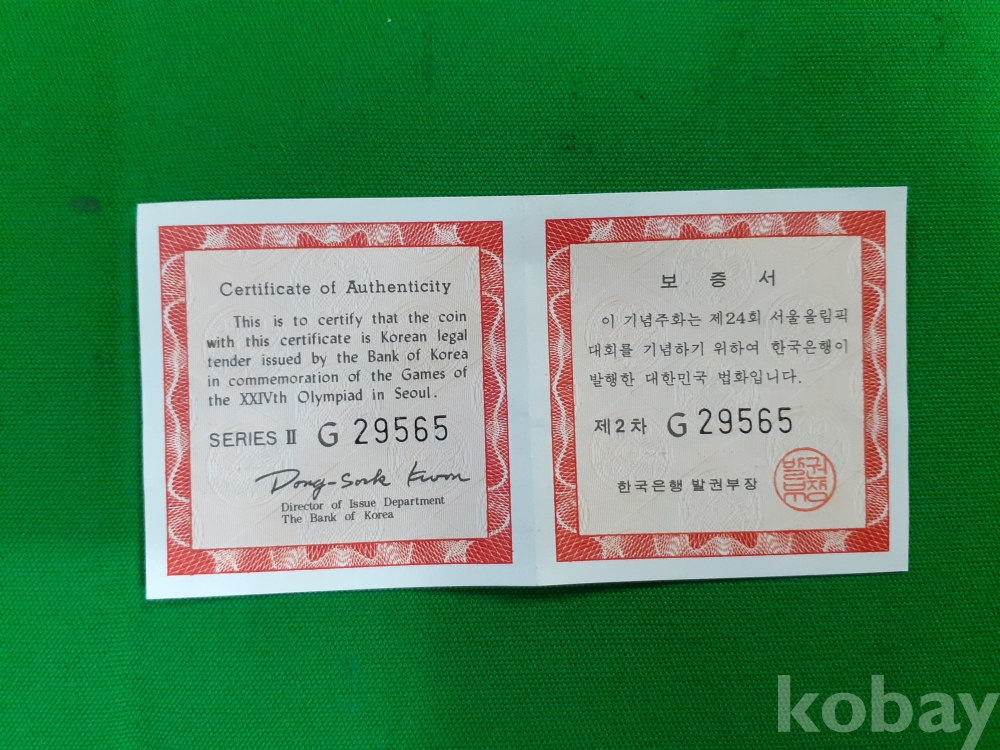 Certificate of Authenticity
This is to certify that the coin
with this certificate is Korean legal
tender issued by the Bank of Korea
in commemoration of the Games of
the XXIVth Olympiad in Seoul.
SERIES II G 29565
Dong-Sook Kwon
Director of Issue Department
The Bank of Korea
보 증 서
이 기념주화는 제24회 서울올림픽
대회를 기념하기 위하여 한국은행이
발행한 대한민국 법화입니다.
제2차 G 29565
한국은행 발권부장
kobay